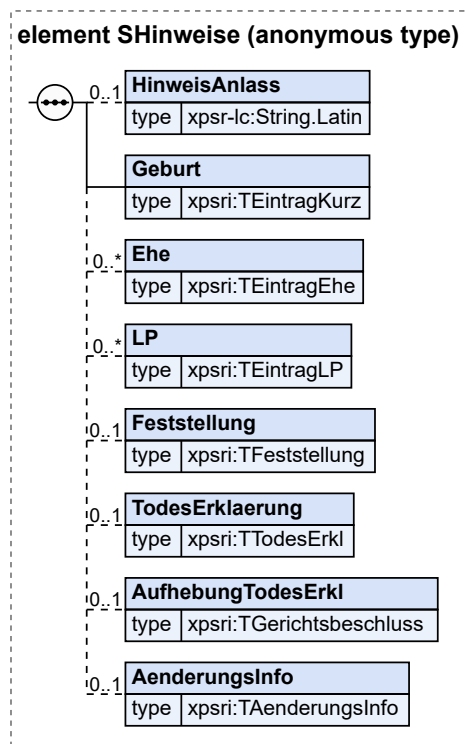 element SHinweise (anonymous type)
0..1 HinweisAnlass
type xpsr-lc:String.Latin
Geburt
type xpsri:TEintragKurz
0..* Ehe
type xpsri:TEintragEhe
0..* LP
type xpsri:TEintragLP
0..1 Feststellung
type xpsri:TFeststellung
0..1 TodesErklaerung
type xpsri:TTodesErkl
0..1 AufhebungTodesErkl
type xpsri:TGerichtsbeschluss
0..1 AenderungsInfo
type xpsri:TAenderungsInfo